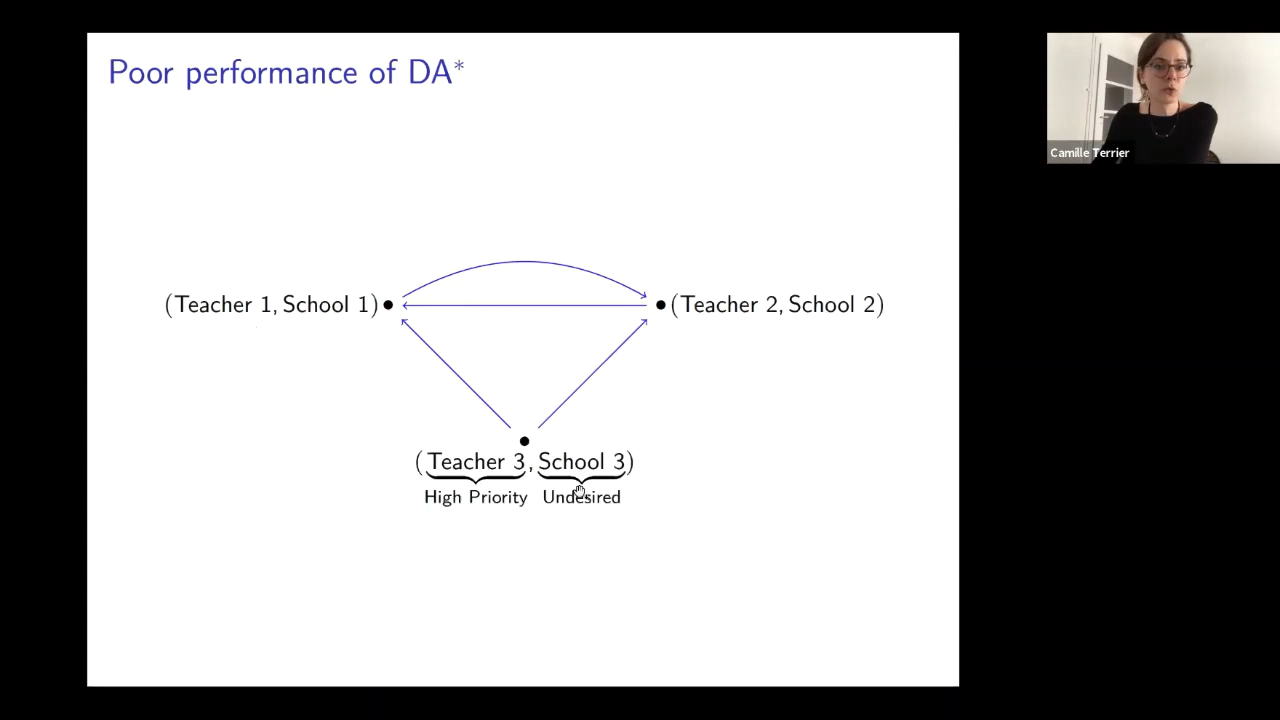 Poor performance of DA*
Camille Terrier
(Teacher 1, School 1)
(Teacher 2, School 2)
(Teacher 3, School 3)
High Priority Undesired